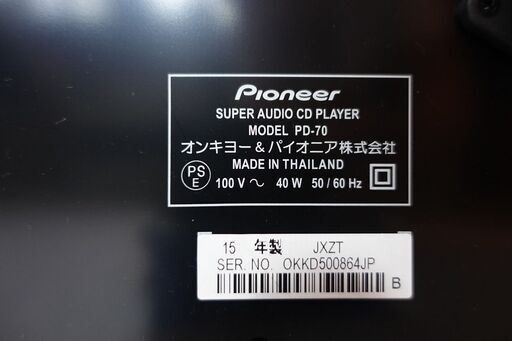 Pioneer
SUPER AUDIO CD PLAYER
MODEL PD-70
オンキヨー＆パイオニア株式会社
MADE IN THAILAND
PS E 100 V ～ 40 W 50 / 60 Hz
15 年製 JXZT
SER. NO. OKKD500864JP
B